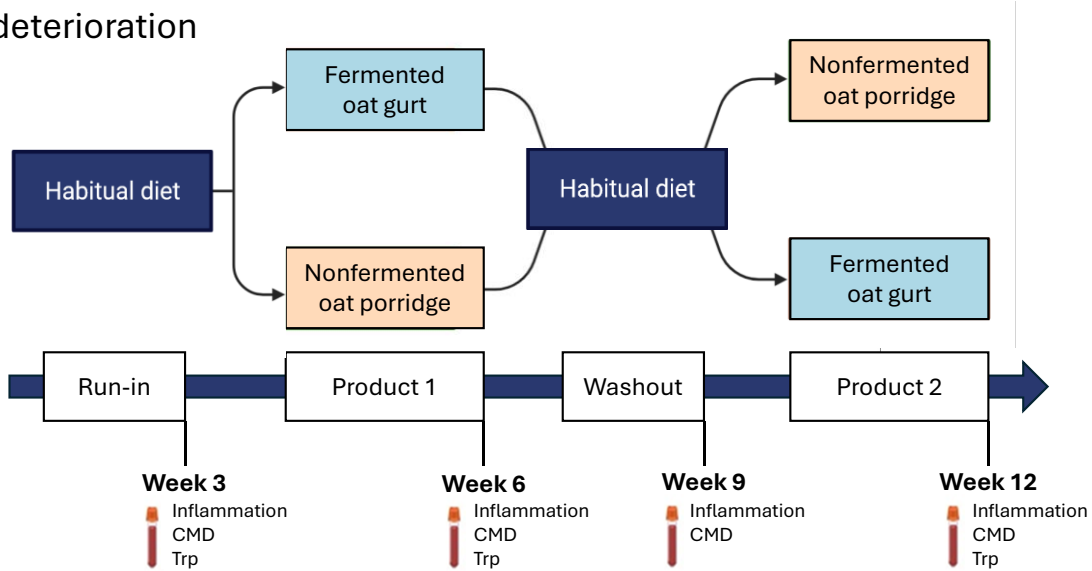 deterioration
Fermented
oat gurt
Nonfermented
oat porridge
Habitual diet
Habitual diet
Nonfermented
oat porridge
Fermented
oat gurt
Run-in
Product 1
Washout
Product 2
Week 3
Inflammation
CMD
Trp
Week 6
Inflammation
CMD
Trp
Week 9
Inflammation
CMD
Week 12
Inflammation
CMD
Trp